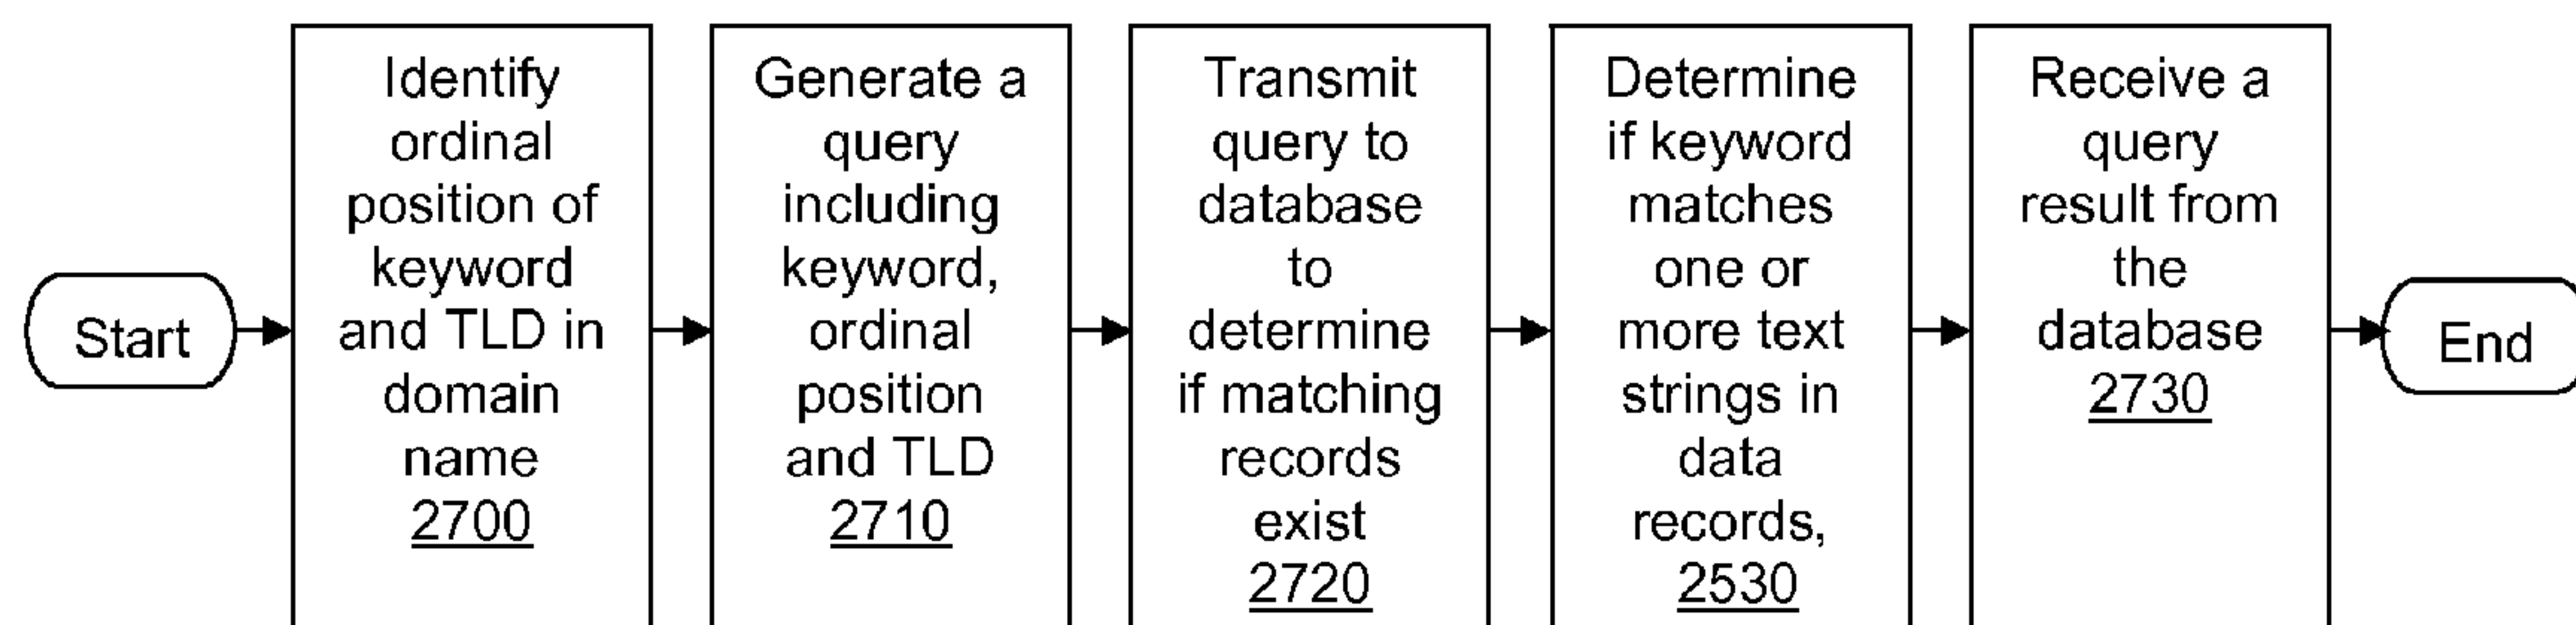 Start
Identify
ordinal
position of
keyword
and TLD in
domain
name
2700
Generate a
query
including
keyword,
ordinal
position
and TLD
2710
Transmit
query to
database
to
determine
if matching
records
exist
2720
Determine
if keyword
matches
one or
more text
strings in
data
records,
2530
Receive a
query
result from
the
database
2730
End